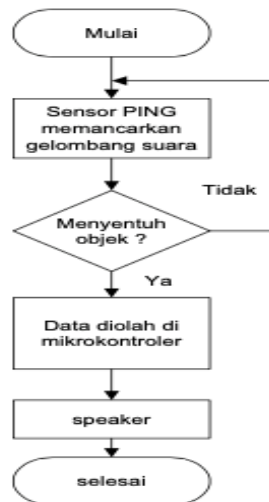 Mulai
Sensor PING
memancarkan
gelombang suara
Tidak
Menyentuh
objek ?
Ya
Data diolah di
mikrokontroler
speaker
selesai